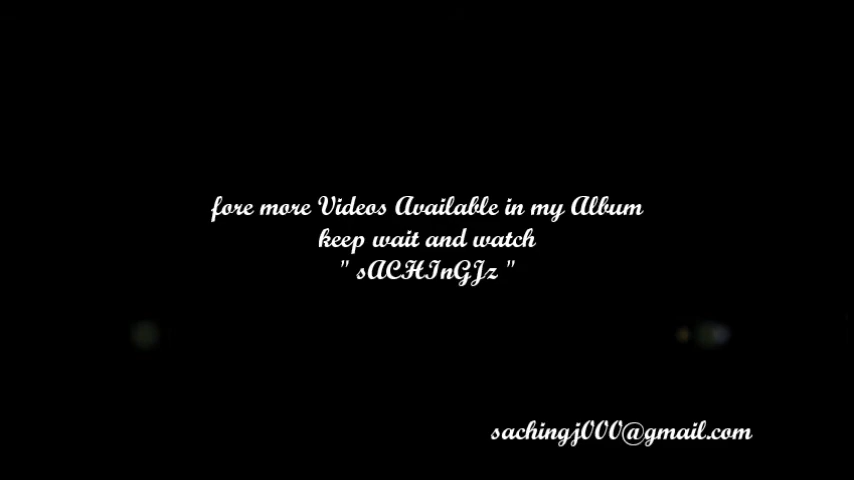 fore more Videos Available in my Album
keep wait and watch
" sACHInGJz "
sachingj000@gmail.com